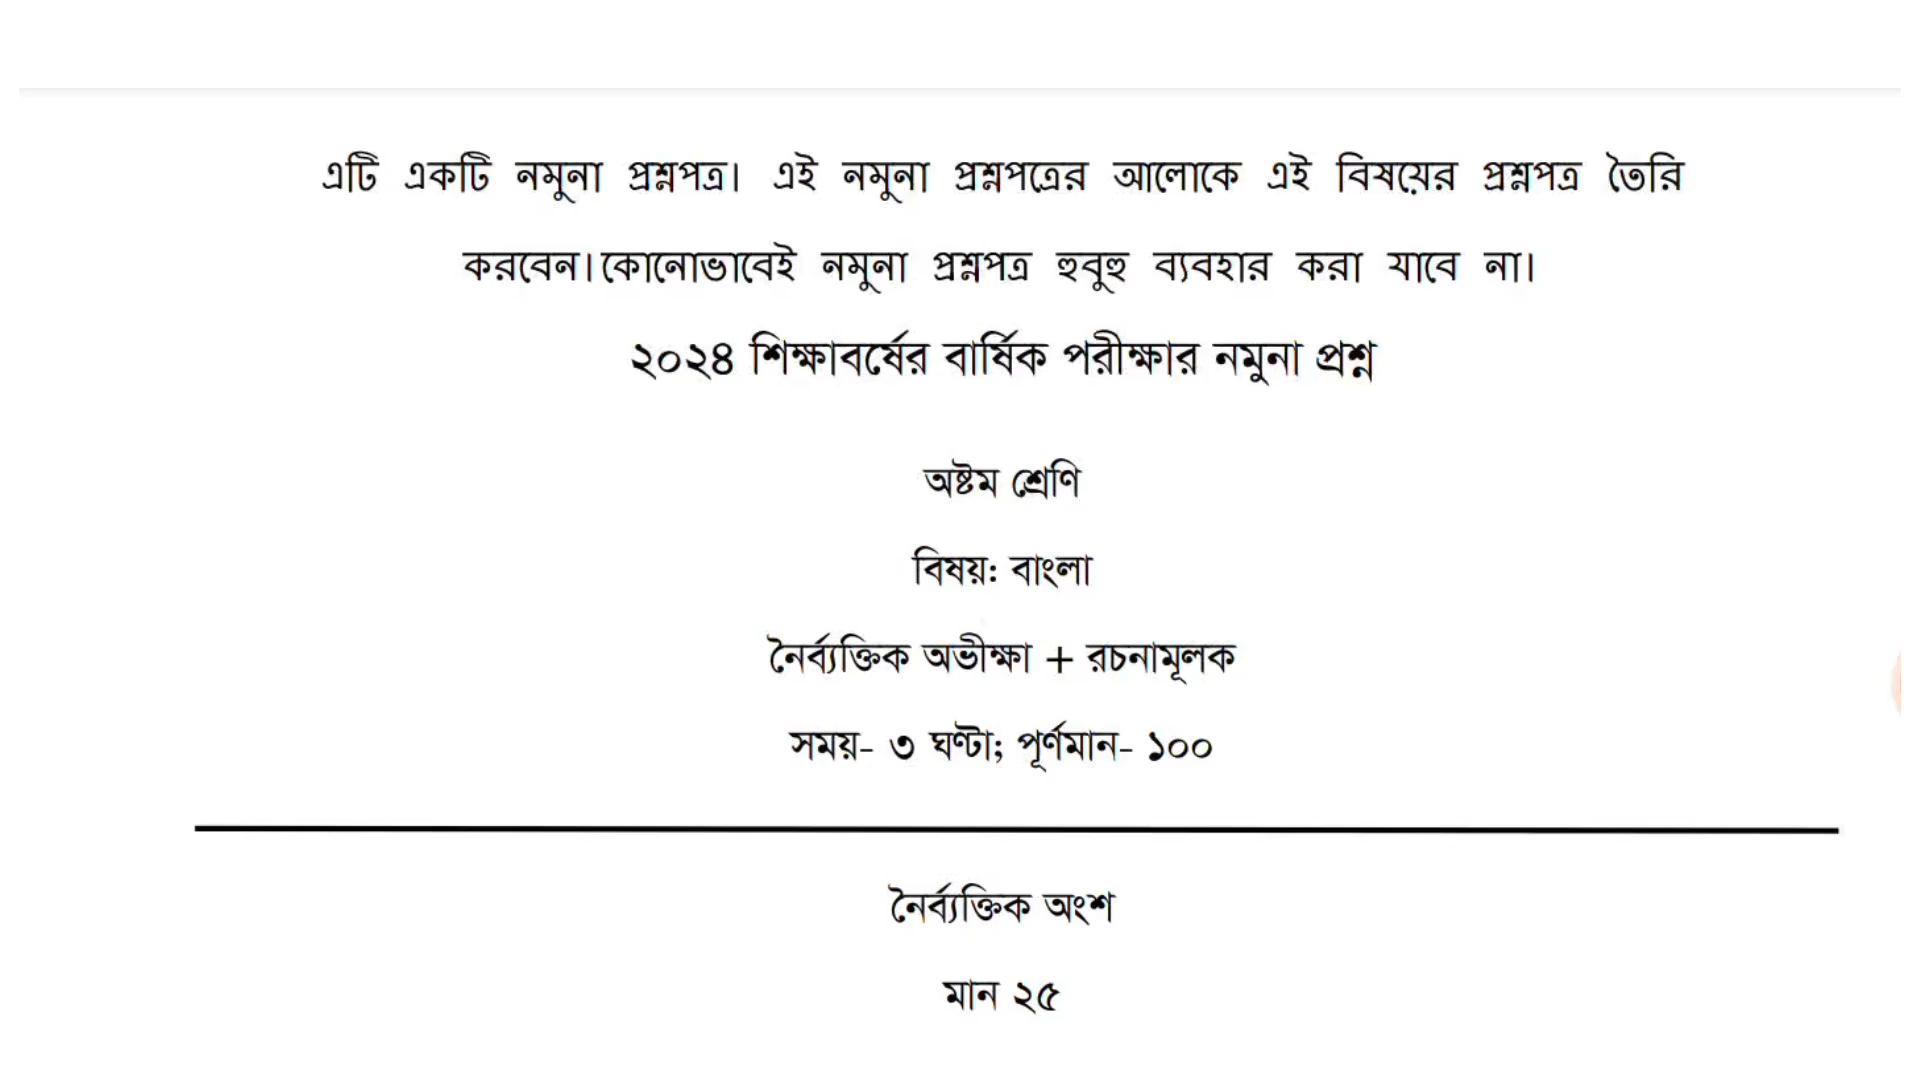 এটি একটি নমুনা প্রশ্নপত্র। এই নমুনা প্রশ্নপত্রের আলোকে এই বিষয়ের প্রশ্নপত্র তৈরি
করবেন। কোনোভাবেই নমুনা প্রশ্নপত্র হুবুহু ব্যবহার করা যাবে না।
২০২৪ শিক্ষাবর্ষের বার্ষিক পরীক্ষার নমুনা প্রশ্ন
অষ্টম শ্রেণি
বিষয়: বাংলা
নৈর্ব্যক্তিক অভীক্ষা + রচনামূলক
সময়- ৩ ঘণ্টা; পূর্ণমান- ১০০
নৈর্ব্যক্তিক অংশ
মান ২৫